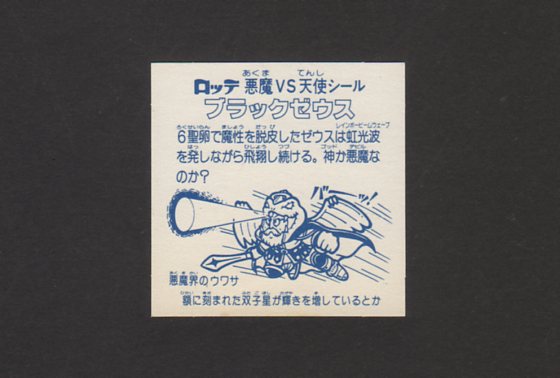 ロッテ 悪魔VS天使シール
ブラックゼウス
6聖卵で魔性を脱皮したゼウスは虹光波
を発しながら飛翔し続ける。神か悪魔な
のか?
バーッ!
悪魔界のウワサ
額に刻まれた双子星が輝きを増しているとか